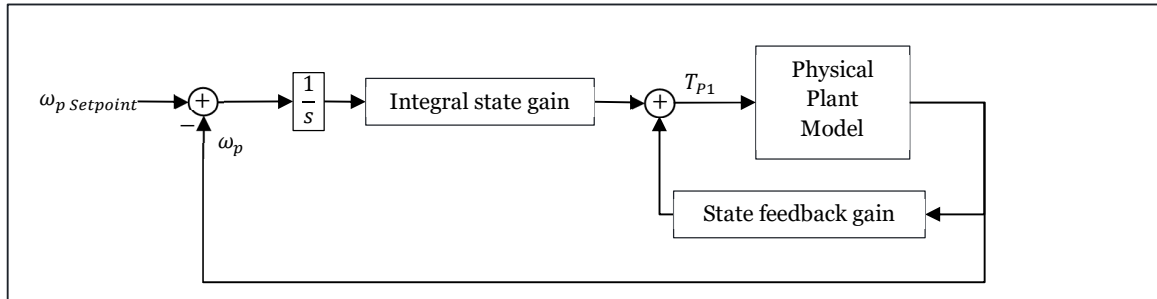 ω_p Setpoint
+
−
ω_p
1
s
Integral state gain
+
T_P1
Physical
Plant
Model
State feedback gain